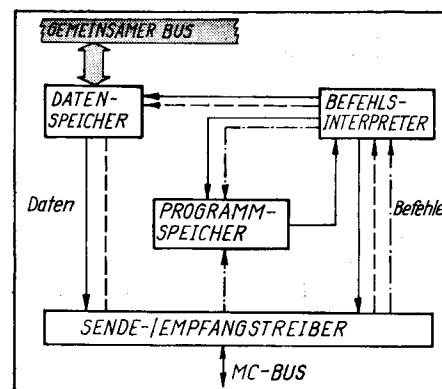 GEMEINSAMER BUS
DATEN-
SPEICHER
BEFEHLS-
INTERPRETER
Daten
PROGRAMM-
SPEICHER
Befehle
SENDE-/EMPFANGSTREIBER
MC-BUS